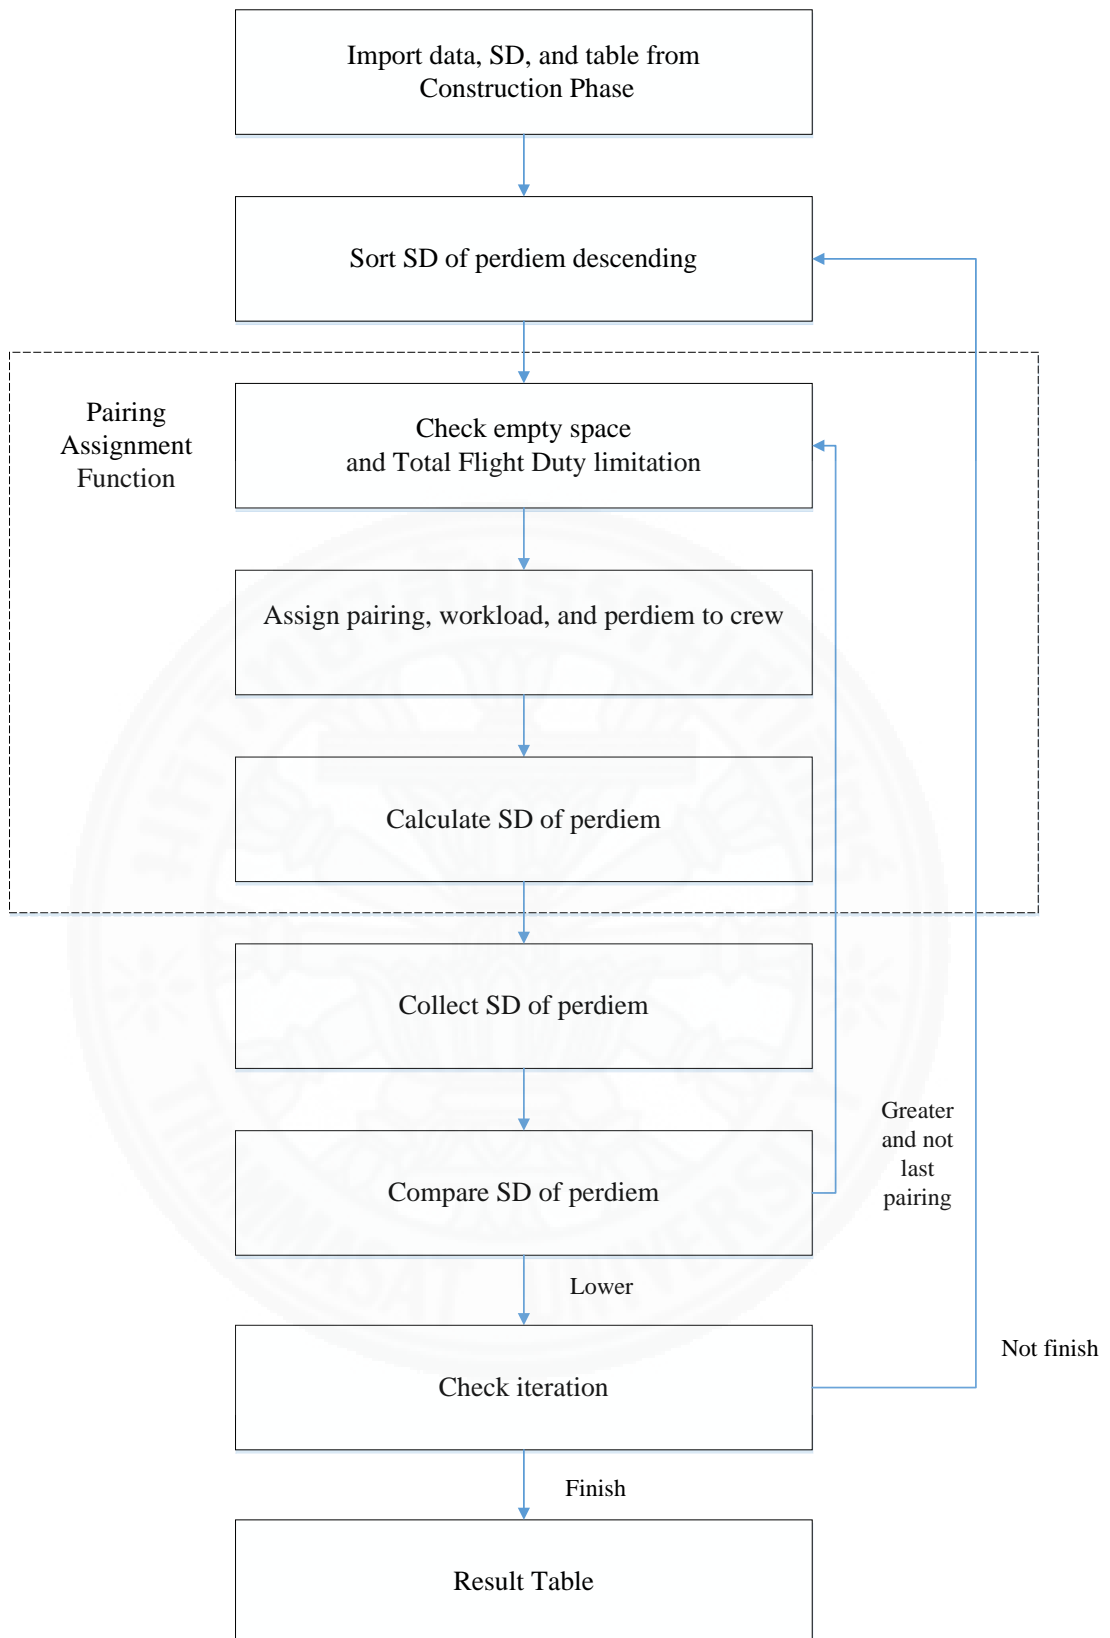 Import data, SD, and table from
Construction Phase
Sort SD of perdiem descending
Pairing
Assignment
Function
Check empty space
and Total Flight Duty limitation
Assign pairing, workload, and perdiem to crew
Calculate SD of perdiem
Collect SD of perdiem
Compare SD of perdiem
Greater
and not
last
pairing
Lower
Check iteration
Not finish
Finish
Result Table
THAMMASAT UNIVERSITY